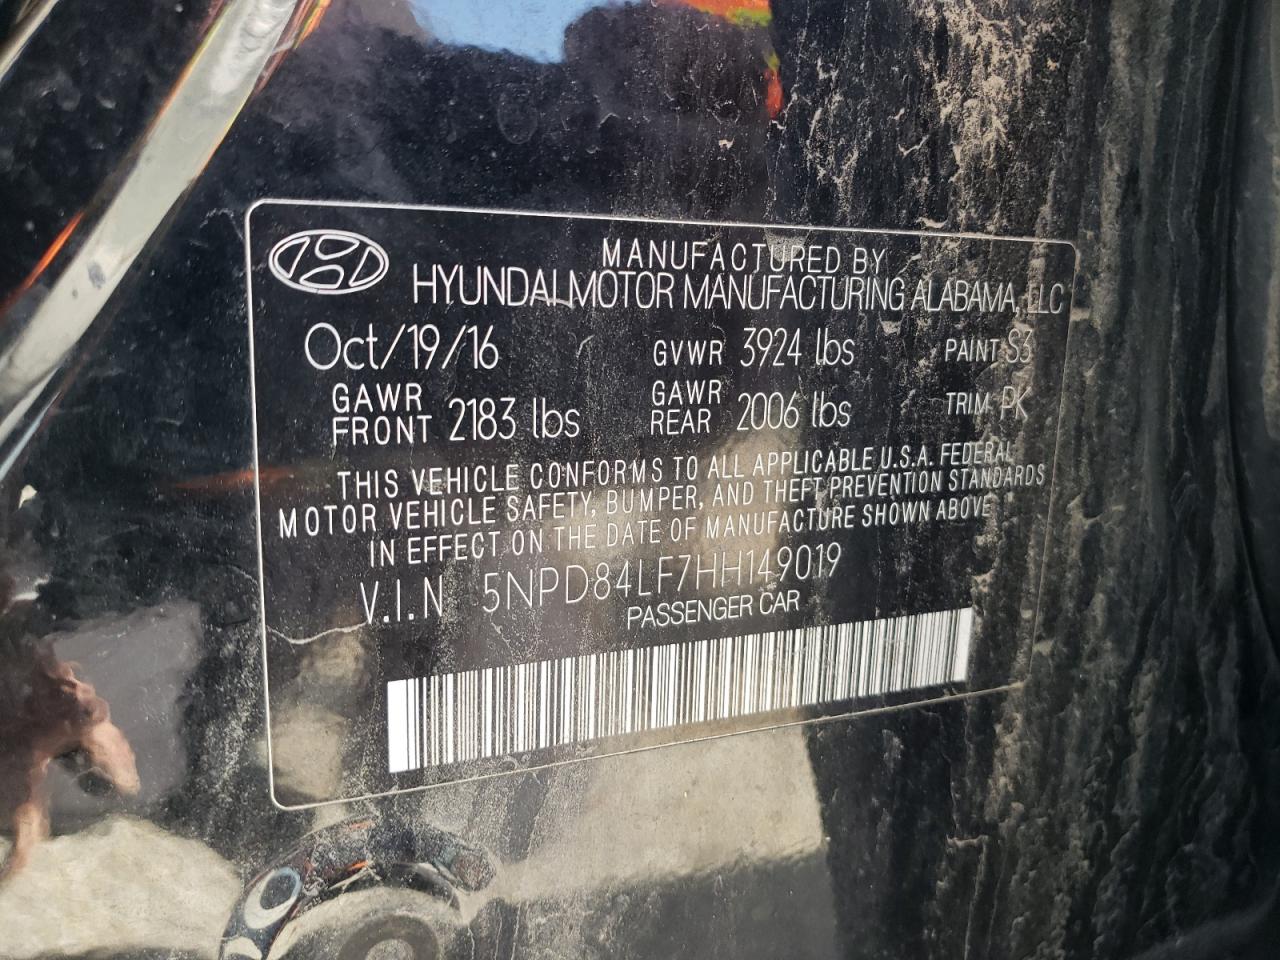 MANUFACTURED BY
HYUNDAI MOTOR MANUFACTURING ALABAMA, LLC
Oct/19/16 GVWR 3924 lbs PAINT S3
GAWR FRONT 2183 lbs GAWR REAR 2006 lbs TRIM PK
THIS VEHICLE CONFORMS TO ALL APPLICABLE U.S.A. FEDERAL
MOTOR VEHICLE SAFETY, BUMPER, AND THEFT PREVENTION STANDARDS
IN EFFECT ON THE DATE OF MANUFACTURE SHOWN ABOVE
V.I.N 5NPD84LF7HH149019
PASSENGER CAR